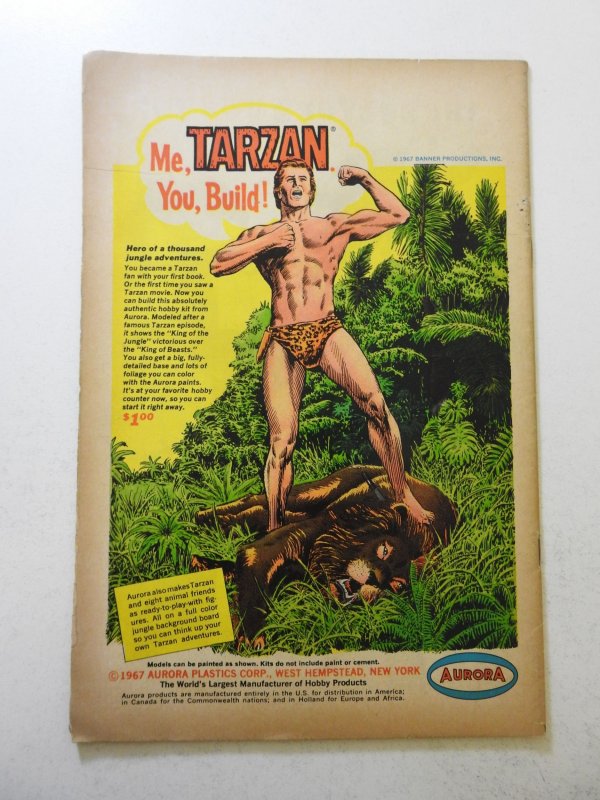 Me, TARZAN®.
You, Build!
© 1967 BANNER PRODUCTIONS, INC.
Hero of a thousand
jungle adventures.
You became a Tarzan
fan with your first book.
Or the first time you saw a
Tarzan movie. Now you
can build this absolutely
authentic hobby kit from
Aurora. Modeled after a
famous Tarzan episode,
it shows the "King of the
Jungle" victorious over
the "King of Beasts."
You also get a big, fully-
detailed base and lots of
foliage you can color
with the Aurora paints.
It's at your favorite hobby
counter now, so you can
start it right away.
$1.00
Aurora also makes Tarzan
and eight animal friends
as ready-to-play-with fig-
ures. All on a full color
jungle background board
so you can think up your
own Tarzan adventures.
Models can be painted as shown. Kits do not include paint or cement.
© 1967 AURORA PLASTICS CORP., WEST HEMPSTEAD, NEW YORK
The World's Largest Manufacturer of Hobby Products
Aurora products are manufactured entirely in the U.S. for distribution in America;
in Canada for the Commonwealth nations; and in Holland for Europe and Africa.
AURORA